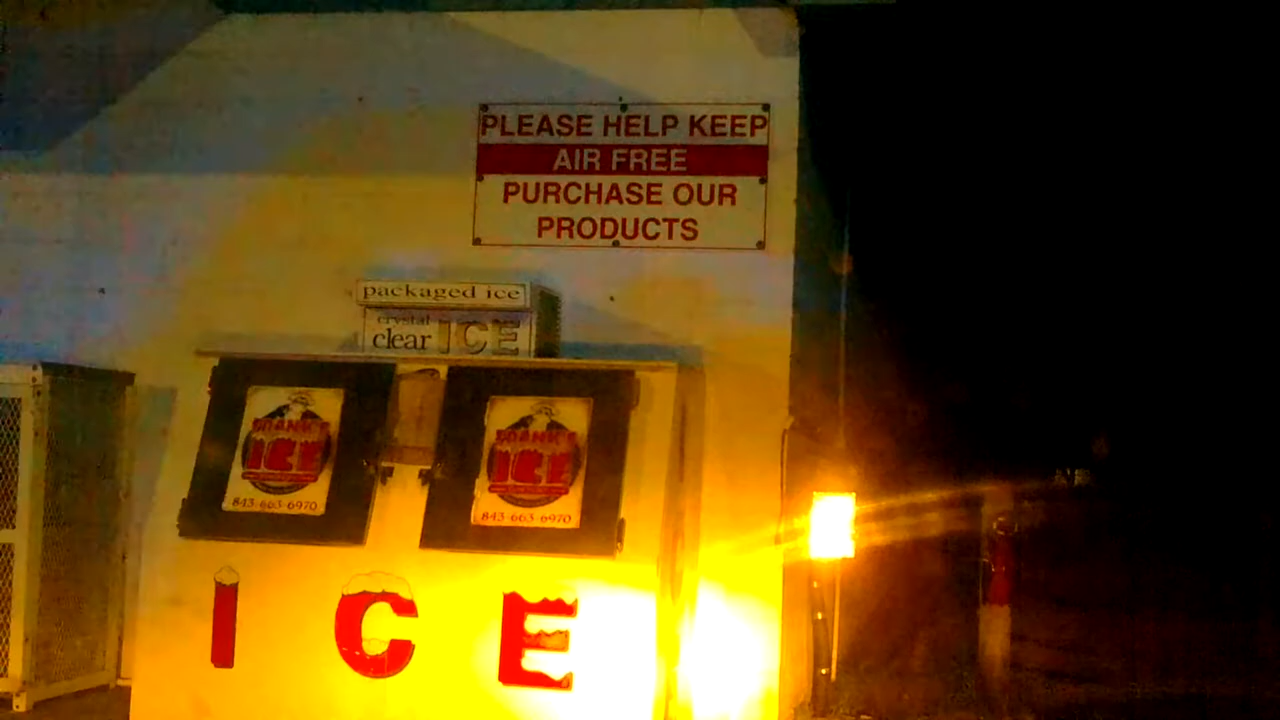 PLEASE HELP KEEP
AIR FREE
PURCHASE OUR
PRODUCTS
packaged ice
crystal
clear ICE
ICE
843-663-6970
ICE
843-663-6970
I C E